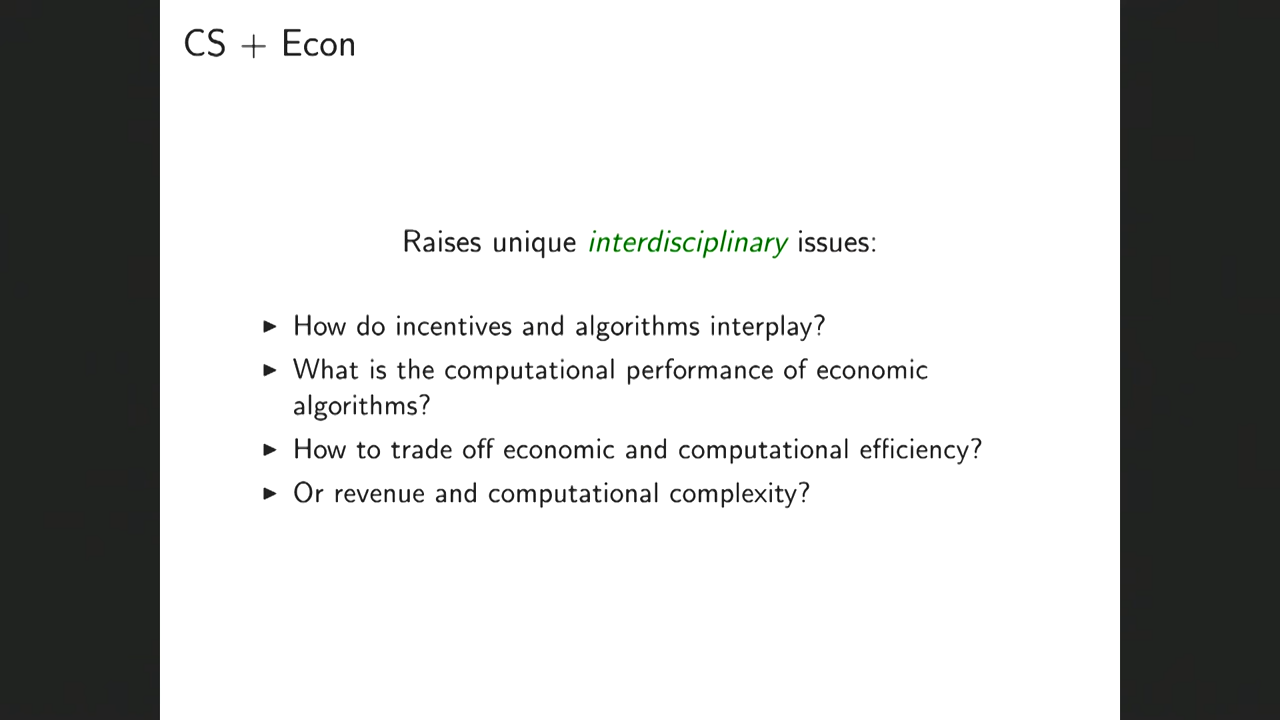 CS + Econ
Raises unique interdisciplinary issues:
▶ How do incentives and algorithms interplay?
▶ What is the computational performance of economic
algorithms?
▶ How to trade off economic and computational efficiency?
▶ Or revenue and computational complexity?